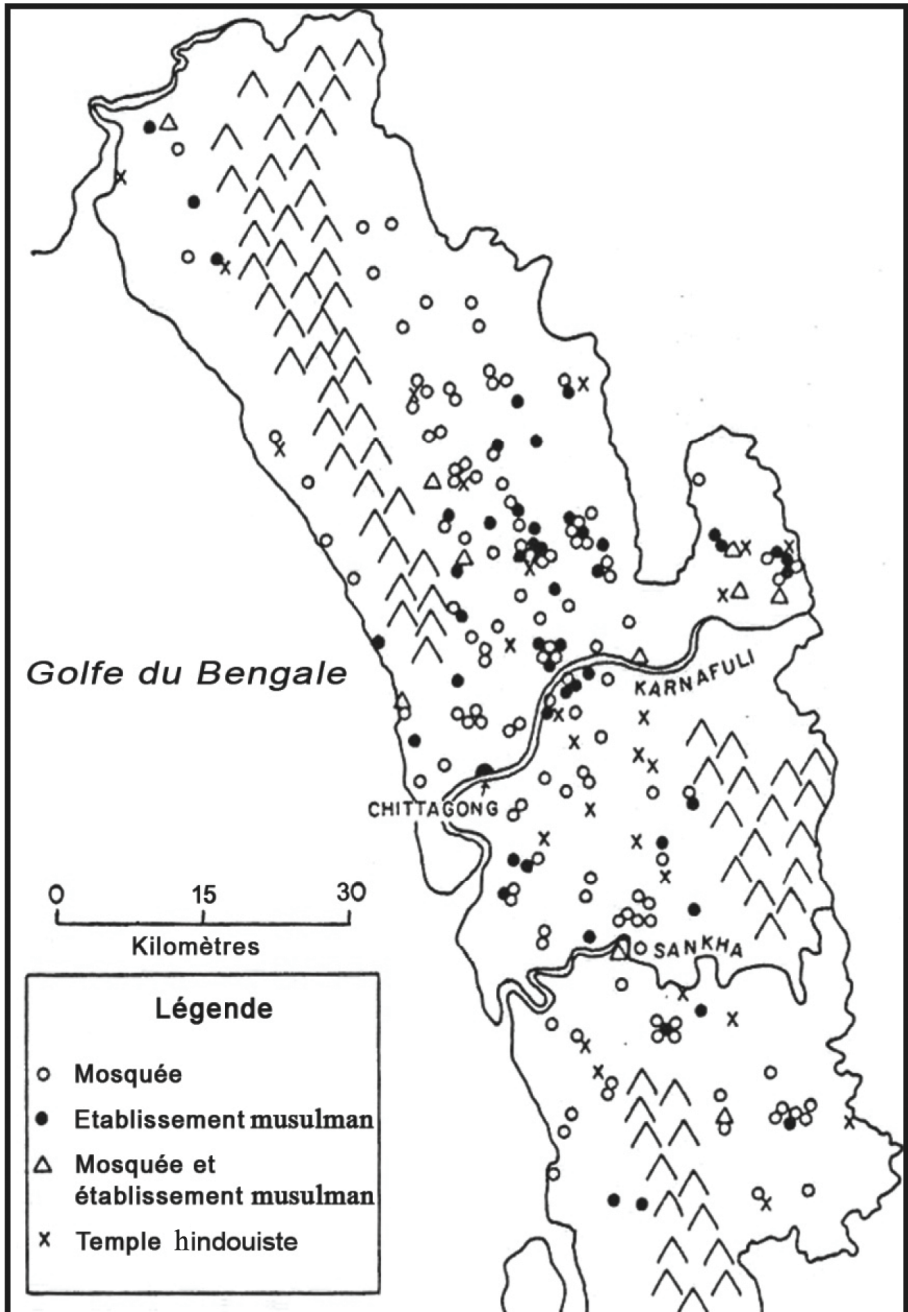 Golfe du Bengale
KARNAFULI
CHITTAGONG
SANKHA
0 15 30
Kilomètres
Légende
Mosquée
Etablissement musulman
Mosquée et
établissement musulman
Temple hindouiste